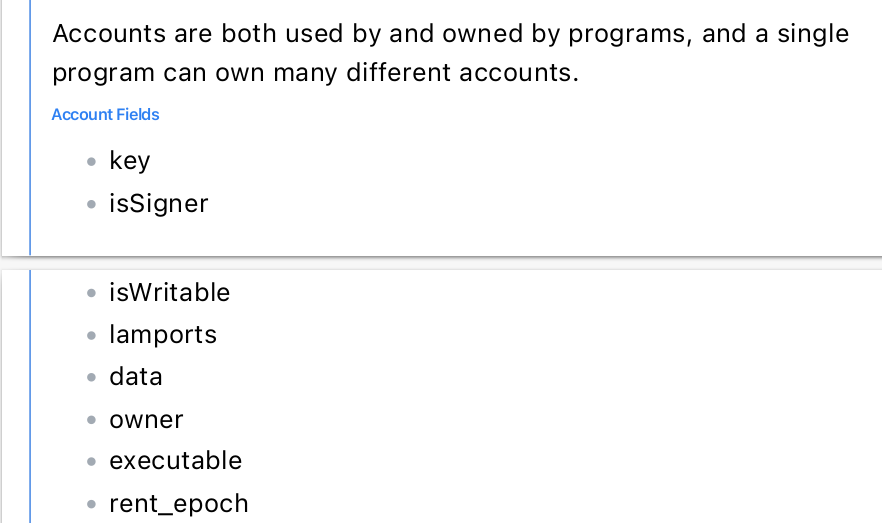 Accounts are both used by and owned by programs, and a single
program can own many different accounts.
Account Fields
key
isSigner
isWritable
lamports
data
owner
executable
rent_epoch